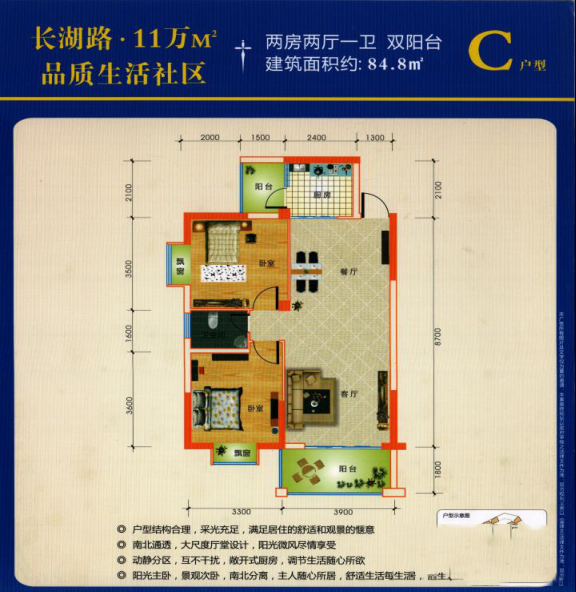 长湖路·11万M²
品质生活社区
两房两厅一卫 双阳台
建筑面积约: 84.8㎡
C户型
2000 1500 2400 1300
2100
2100
阳台
厨房
3500
飘窗
卧室
餐厅
1600
8700
3600
卧室
客厅
飘窗
阳台
1800
3300 3900
户型示意图
◎ 户型结构合理，采光充足，满足居住的舒适和观景的惬意
◎ 南北通透，大尺度厅堂设计，阳光微风尽情享受
◎ 动静分区，互不干扰，敞开式厨房，调节生活随心所欲
◎ 阳光主卧，景观次卧，南北分离，主人随心所居，舒适生活每生活居，